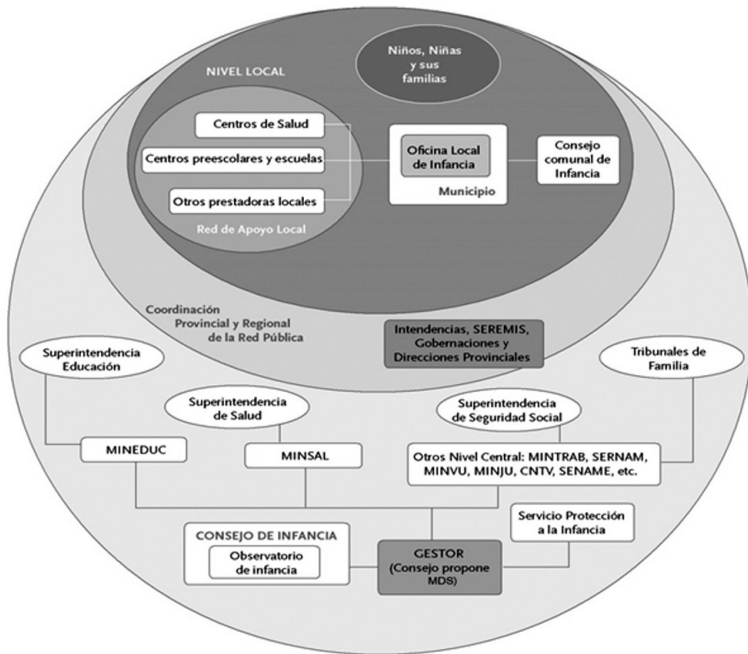 Niños, Niñas
y sus
familias
NIVEL LOCAL
Centros de Salud
Centros preescolares y escuelas
Otros prestadoras locales
Red de Apoyo Local
Oficina Local
de Infancia
Municipio
Consejo
comunal de
Infancia
Coordinación
Provincial y Regional
de la Red Pública
Intendencias, SEREMIS,
Gobernaciones y
Direcciones Provinciales
Superintendencia
Educación
Tribunales de
Familia
Superintendencia
de Salud
Superintendencia
de Seguridad Social
MINEDUC
MINSAL
Otros Nivel Central: MINTRAB, SERNAM,
MINVU, MINJU, CNTV, SENAME, etc.
CONSEJO DE INFANCIA
Observatorio
de infancia
GESTOR
(Consejo propone
MDS)
Servicio Protección
a la Infancia